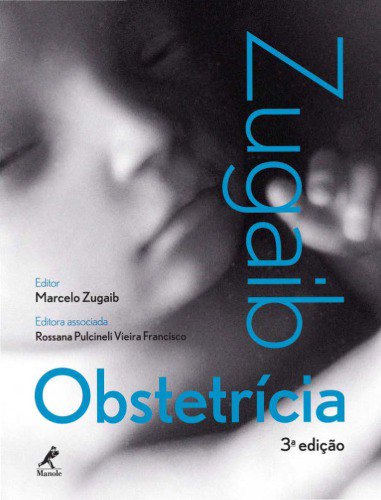 Zugaib
Editor
Marcelo Zugaib
Editora associada
Rossana Pulcineli Vieira Francisco
Obstetrícia
3ª edição
Manole